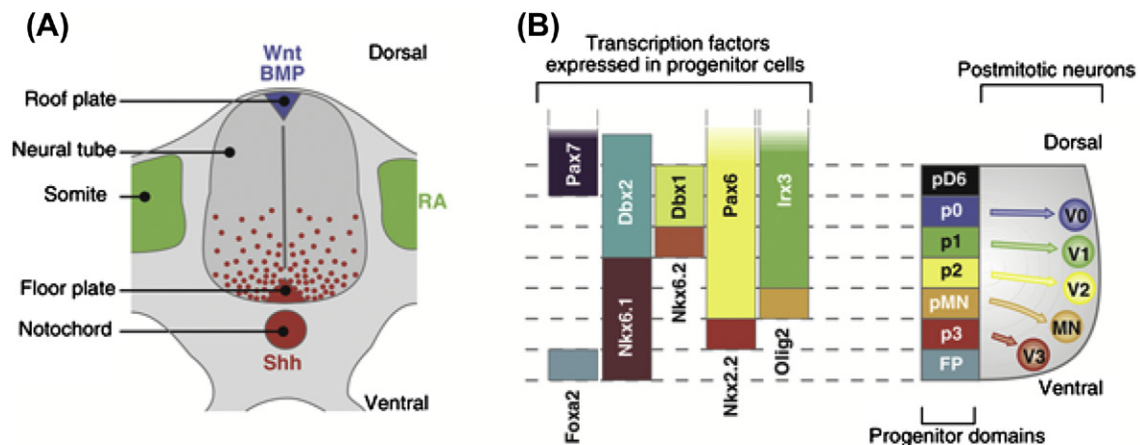 (A)
Wnt
BMP
Dorsal
Roof plate
Neural tube
Somite
RA
Floor plate
Notochord
Shh
Ventral
(B)
Transcription factors
expressed in progenitor cells
Postmitotic neurons
Dorsal
Pax7
Dbx2
Dbx1
Pax6
Irx3
Nkx6.1
Nkx6.2
Foxa2
Nkx2.2
Olig2
pD6
p0
p1
p2
pMN
p3
FP
V0
V1
V2
MN
V3
Ventral
Progenitor domains